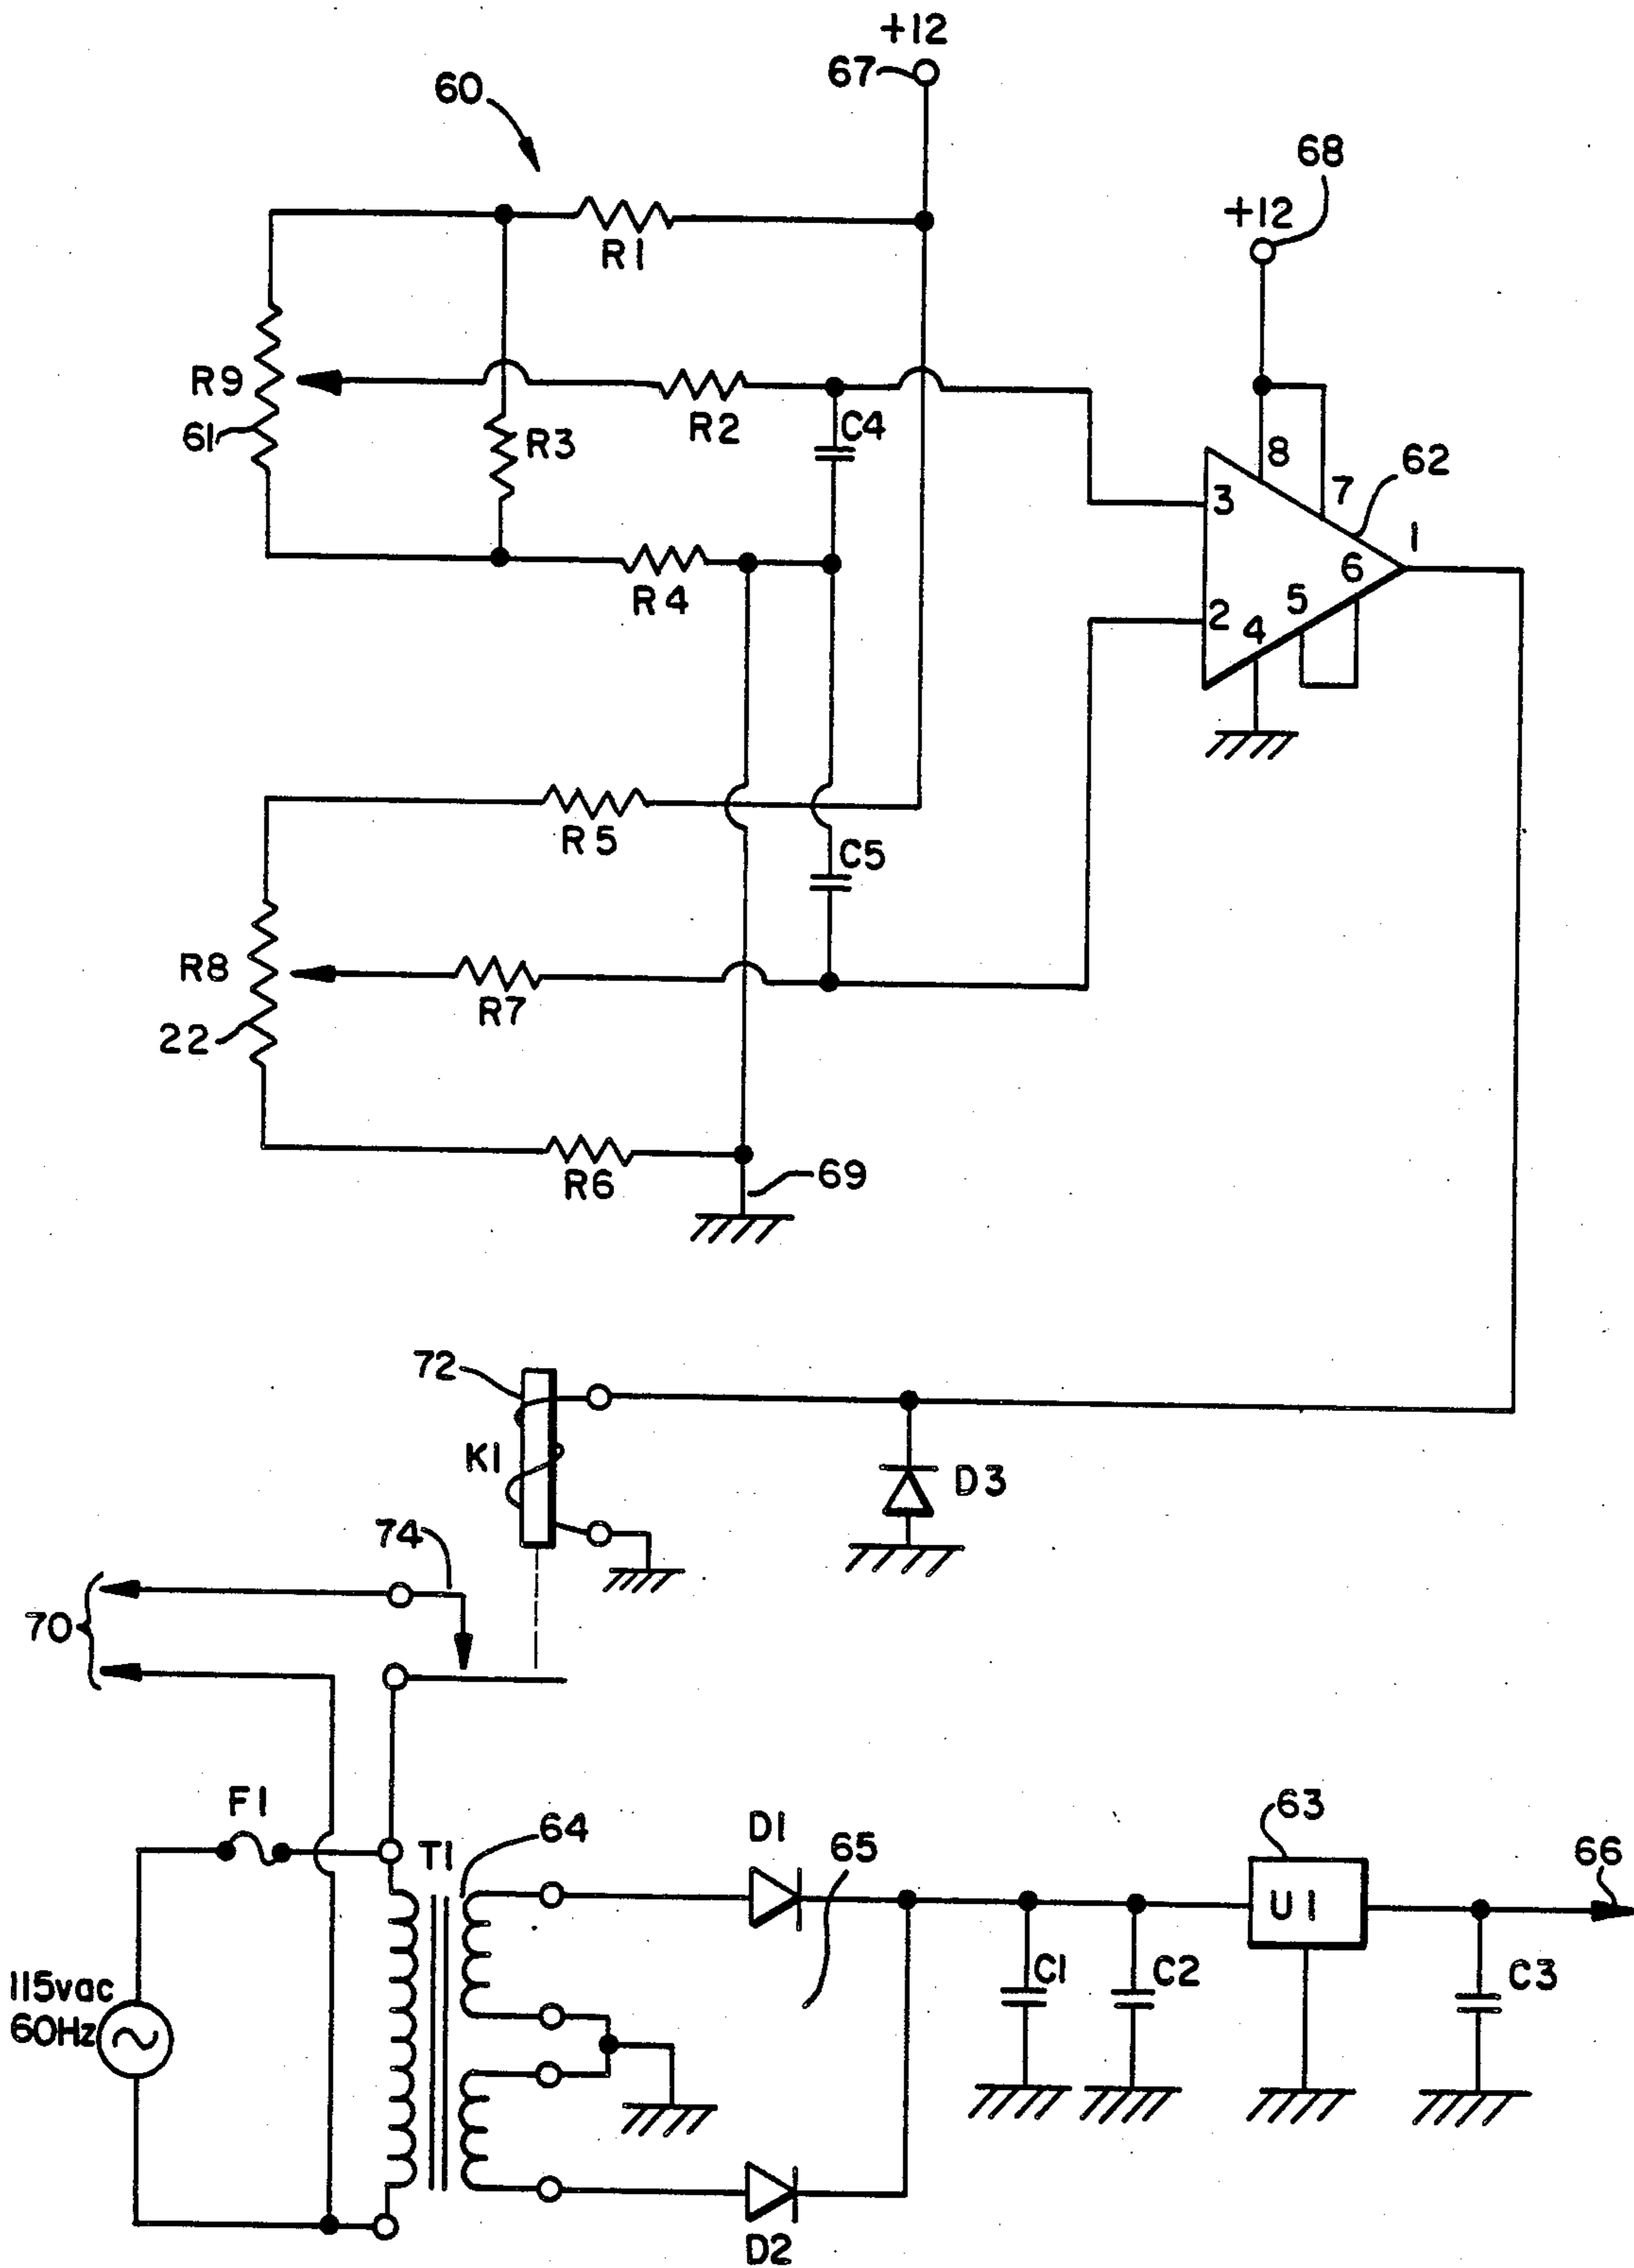 +12
67
60
68
+12
R1
R9
R2
C4
61
R3
8
62
7
3
1
6
R4
5
2
4
R5
C5
R8
R7
22
R6
69
72
K1
D3
74
70
F1
T1
64
D1
65
63
66
U1
115vac
60Hz
C1
C2
C3
D2